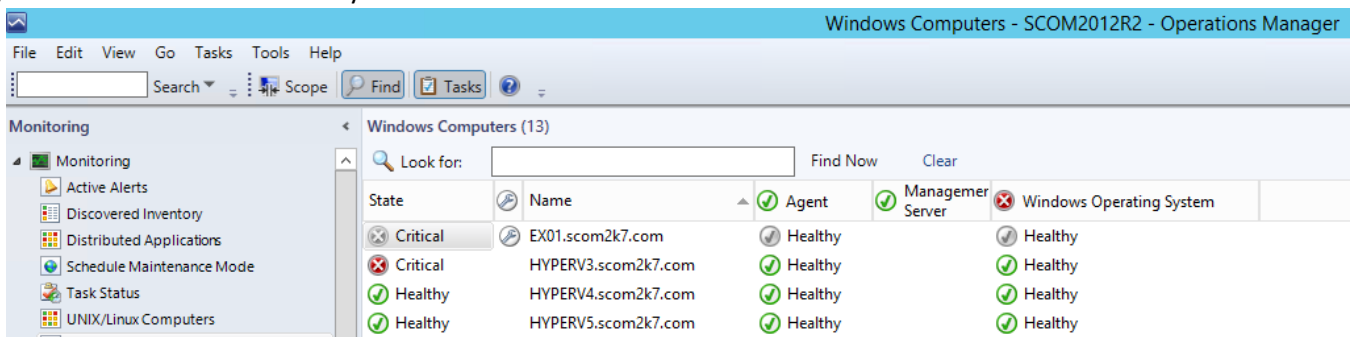 Windows Computers - SCOM2012R2 - Operations Manager
File Edit View Go Tasks Tools Help
Search Scope Find Tasks
Monitoring
Windows Computers (13)
Monitoring
Look for: Find Now Clear
Active Alerts
State Name Agent Managemer Server Windows Operating System
Discovered Inventory
Distributed Applications
Critical EX01.scom2k7.com Healthy Healthy
Schedule Maintenance Mode
Critical HYPERV3.scom2k7.com Healthy Healthy
Task Status
Healthy HYPERV4.scom2k7.com Healthy Healthy
UNIX/Linux Computers
Healthy HYPERV5.scom2k7.com Healthy Healthy